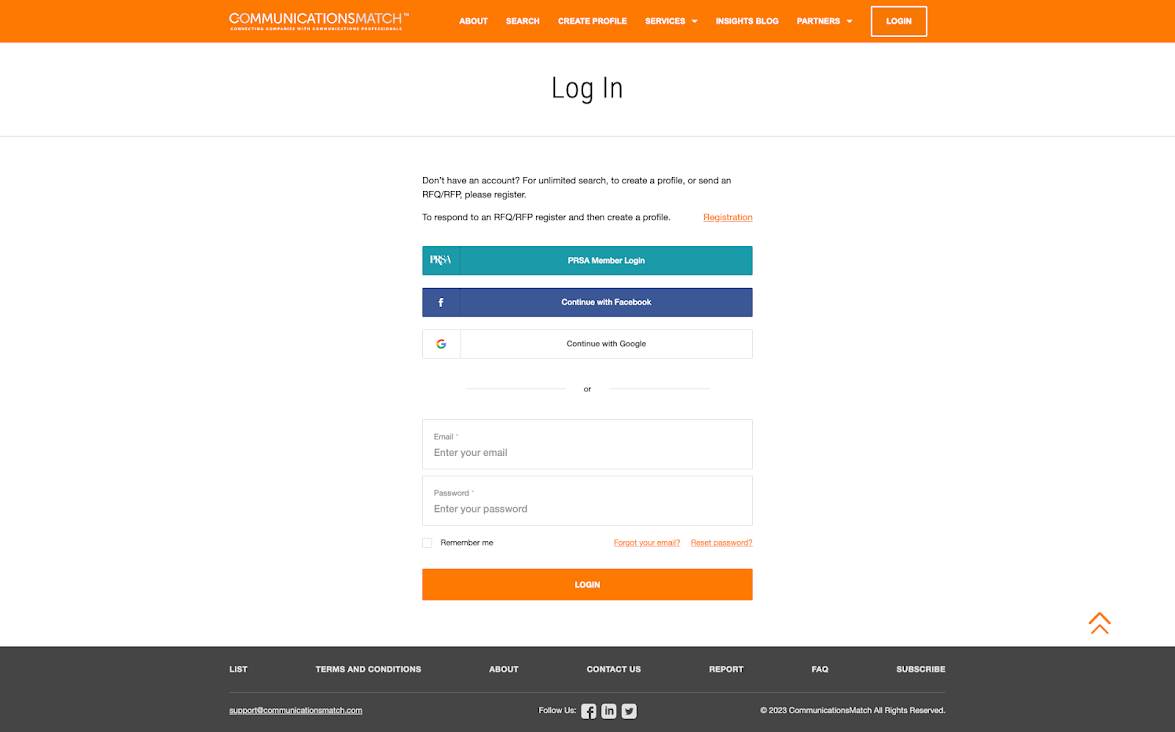 COMMUNICATIONSMATCH™
CONNECTING COMPANIES WITH COMMUNICATIONS PROFESSIONALS
ABOUT SEARCH CREATE PROFILE SERVICES INSIGHTS BLOG PARTNERS LOGIN
Log In
Don't have an account? For unlimited search, to create a profile, or send an
RFQ/RFP, please register.
To respond to an RFQ/RFP register and then create a profile. Registration
PRSA PRSA Member Login
f Continue with Facebook
G Continue with Google
or
Email *
Enter your email
Password *
Enter your password
Remember me Forgot your email? Reset password?
LOGIN
LIST TERMS AND CONDITIONS ABOUT CONTACT US REPORT FAQ SUBSCRIBE
support@communicationsmatch.com Follow Us: f in © 2023 CommunicationsMatch All Rights Reserved.